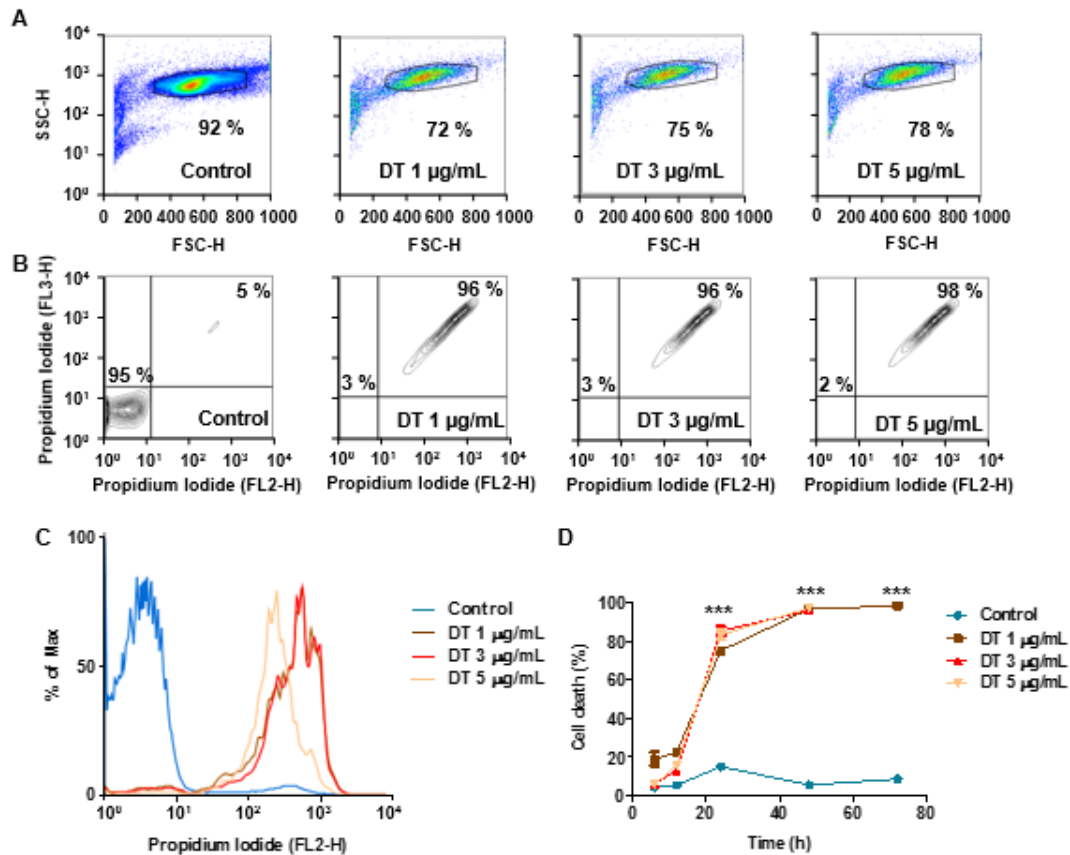 A
SSC-H
10⁴
10³
10²
10¹
10⁰
92 %
Control
72 %
DT 1 µg/mL
75 %
DT 3 µg/mL
78 %
DT 5 µg/mL
0 200 400 600 800 1000
0 200 400 600 800 1000
0 200 400 600 800 1000
0 200 400 600 800 1000
FSC-H
FSC-H
FSC-H
FSC-H
B
Propidium Iodide (FL3-H)
10⁴
10³
10²
10¹
10⁰
5 %
95 %
Control
96 %
3 %
DT 1 µg/mL
96 %
3 %
DT 3 µg/mL
98 %
2 %
DT 5 µg/mL
10⁰ 10¹ 10² 10³ 10⁴
10⁰ 10¹ 10² 10³ 10⁴
10⁰ 10¹ 10² 10³ 10⁴
10⁰ 10¹ 10² 10³ 10⁴
Propidium Iodide (FL2-H)
Propidium Iodide (FL2-H)
Propidium Iodide (FL2-H)
Propidium Iodide (FL2-H)
C
% of Max
100
50
0
10⁰ 10¹ 10² 10³ 10⁴
Propidium Iodide (FL2-H)
Control
DT 1 µg/mL
DT 3 µg/mL
DT 5 µg/mL
D
Cell death (%)
100
80
60
40
20
0
*** *** ***
0 20 40 60 80
Time (h)
Control
DT 1 µg/mL
DT 3 µg/mL
DT 5 µg/mL